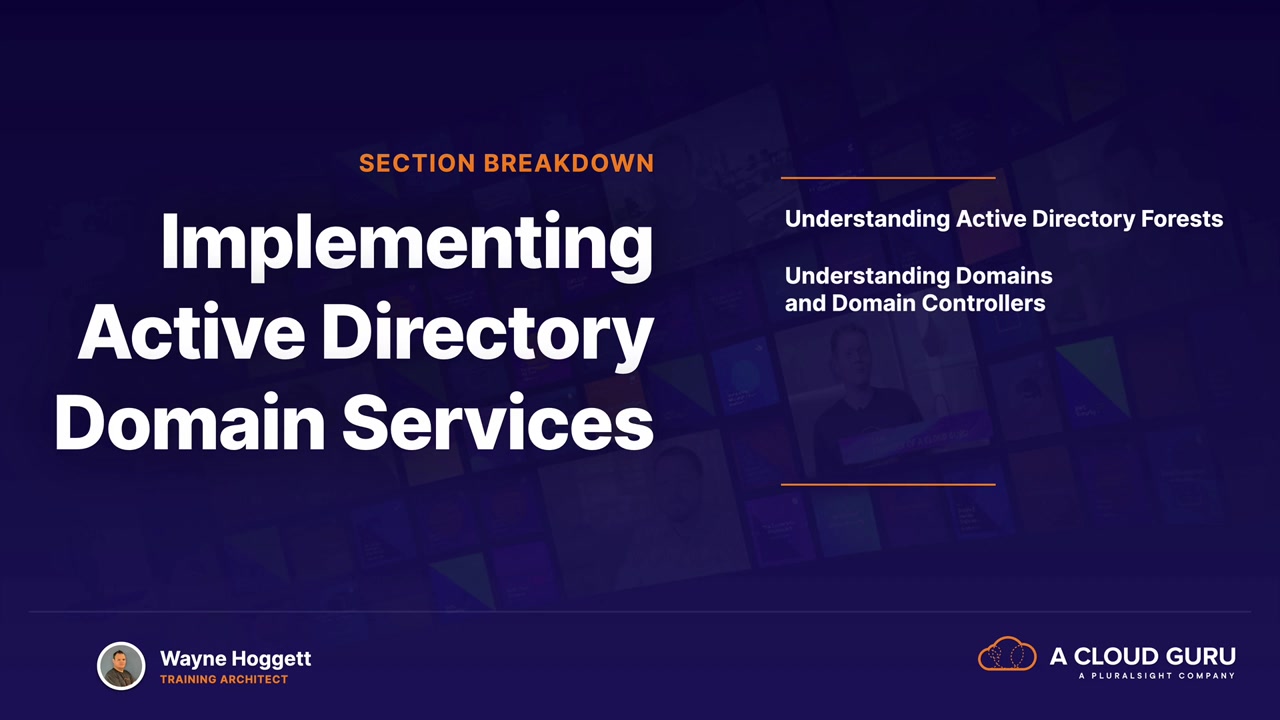 SECTION BREAKDOWN
Implementing
Active Directory
Domain Services
Understanding Active Directory Forests
Understanding Domains
and Domain Controllers
Wayne Hoggett
TRAINING ARCHITECT
A CLOUD GURU
A PLURALSIGHT COMPANY